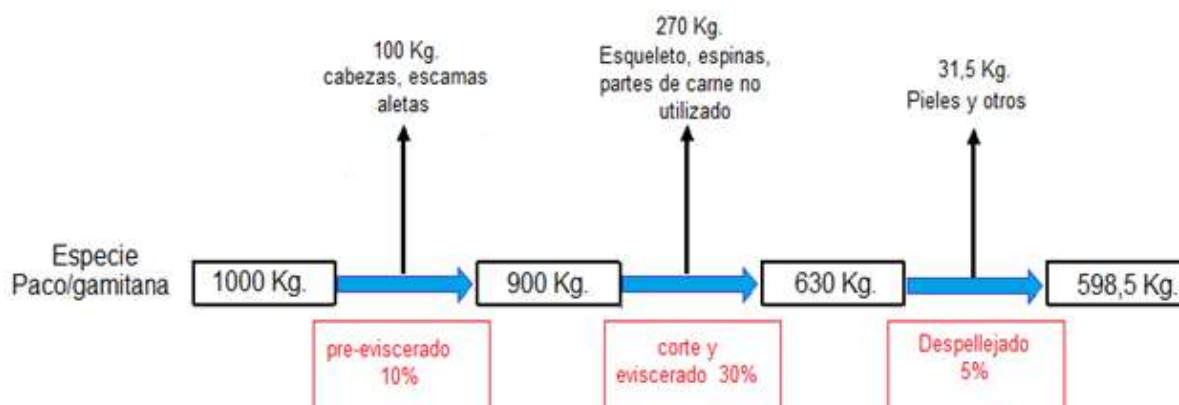 100 Kg.
cabezas, escamas
aletas
270 Kg.
Esqueleto, espinas,
partes de carne no
utilizado
31,5 Kg.
Pieles y otros
Especie
Paco/gamitana
1000 Kg.
900 Kg.
630 Kg.
598,5 Kg.
pre-eviscerado
10%
corte y
eviscerado 30%
Despellejado
5%